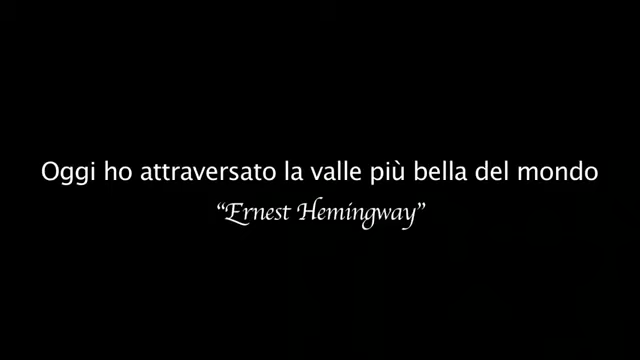 Oggi ho attraversato la valle più bella del mondo
“Ernest Hemingway”